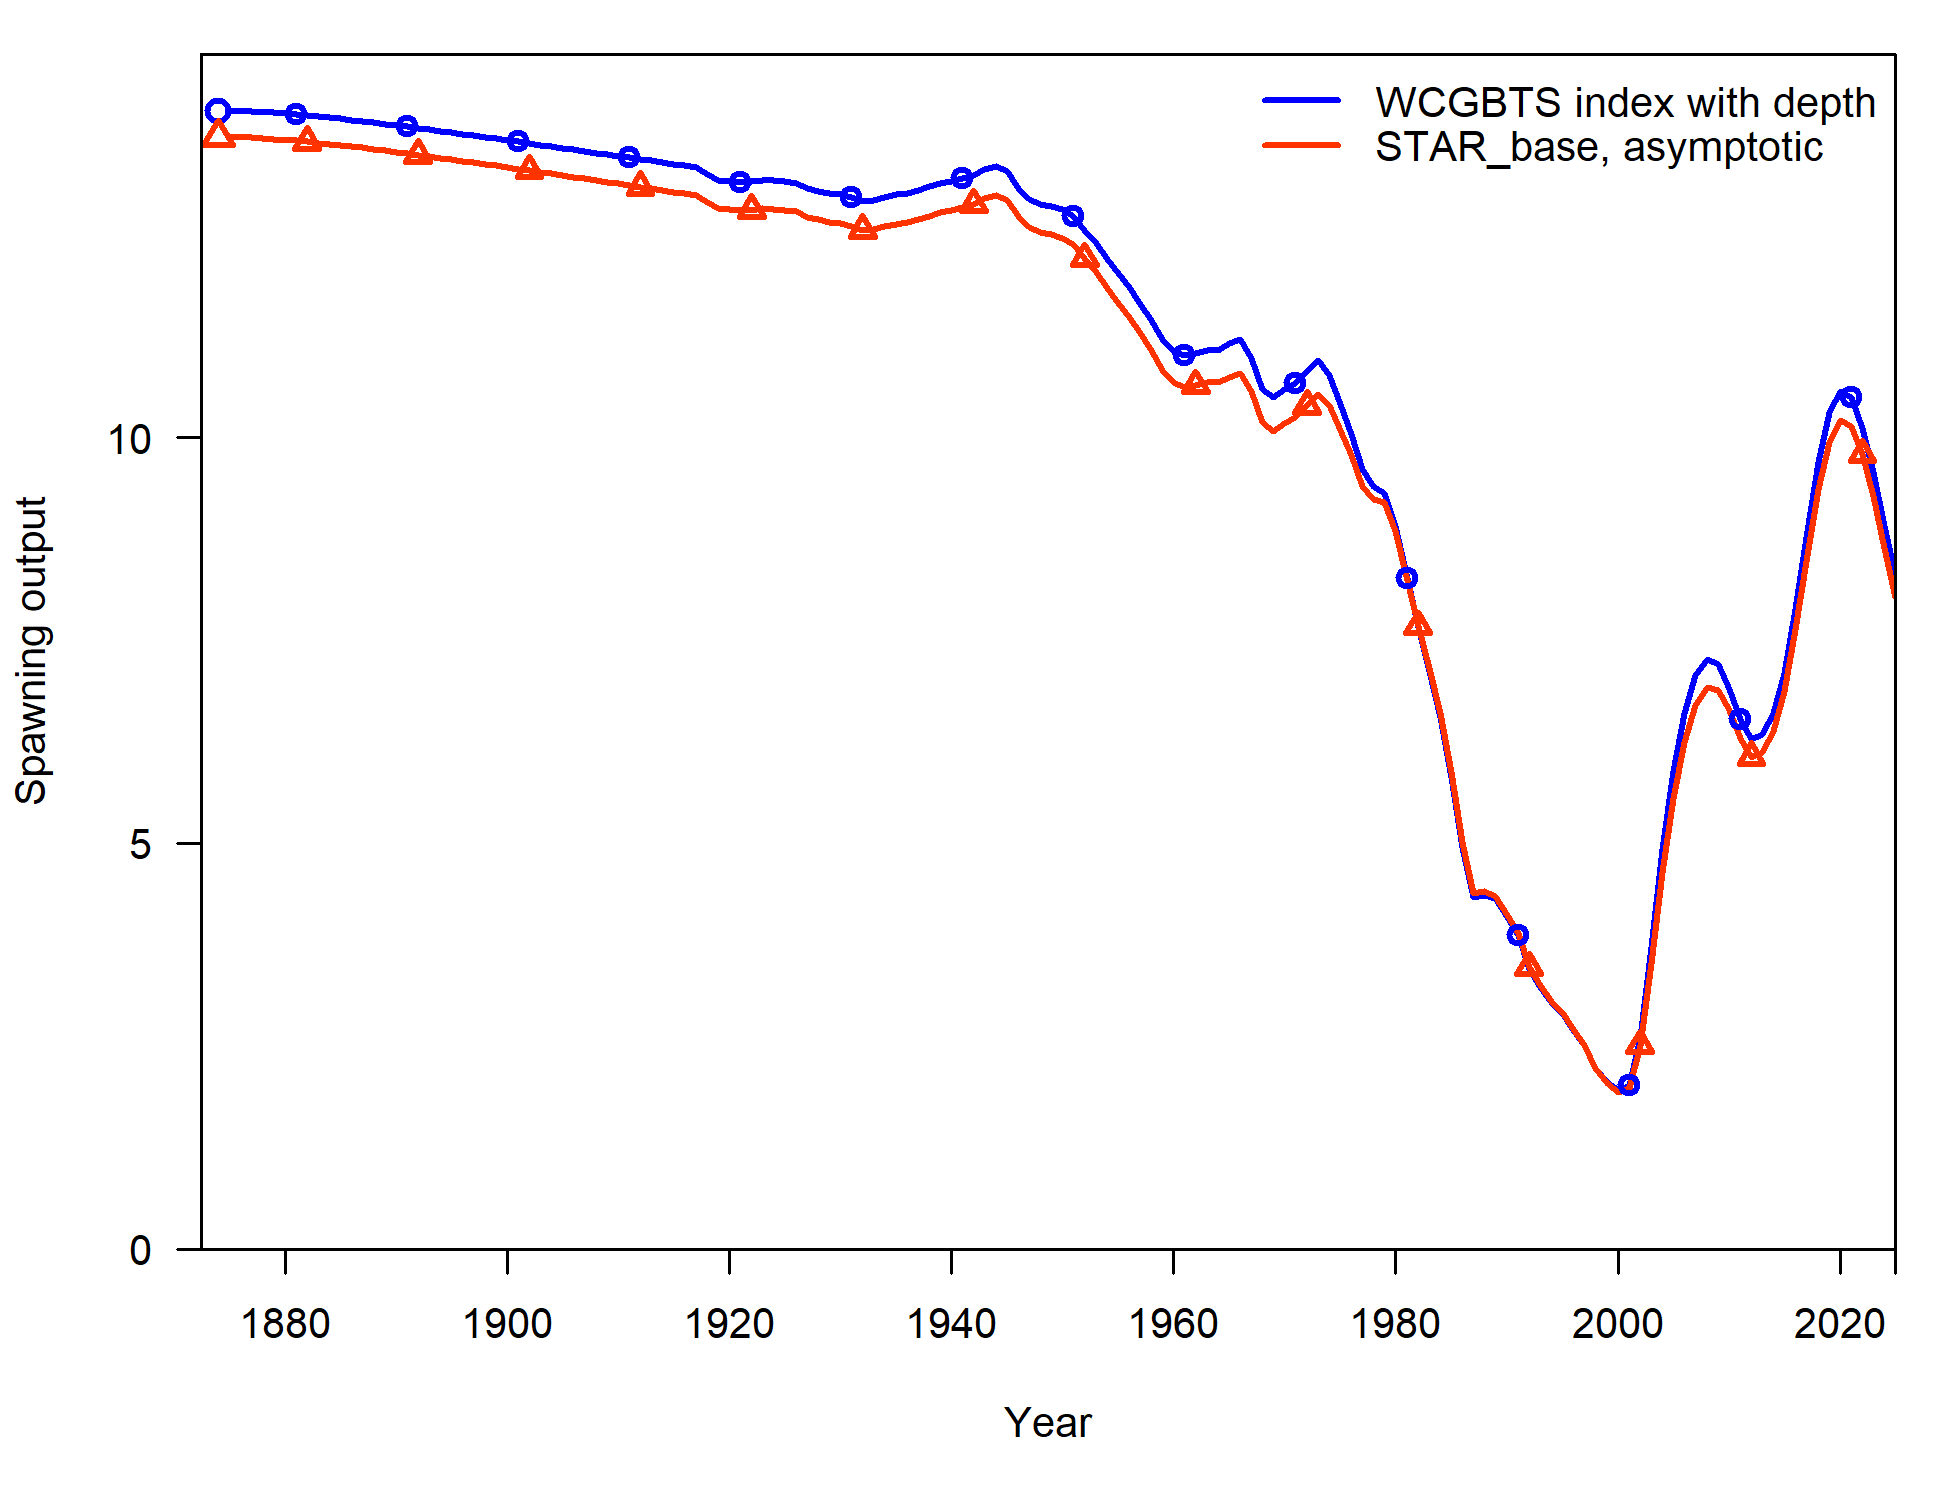 WCGBTS index with depth
STAR_base, asymptotic
Spawning output
10
5
0
1880 1900 1920 1940 1960 1980 2000 2020
Year